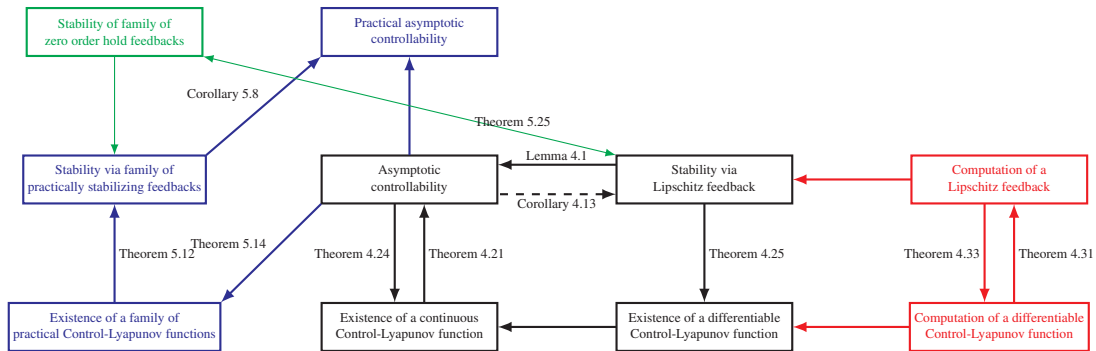 Stability of family of
zero order hold feedbacks
Practical asymptotic
controllability
Corollary 5.8
Theorem 5.25
Stability via family of
practically stabilizing feedbacks
Asymptotic
controllability
Lemma 4.1
Corollary 4.13
Stability via
Lipschitz feedback
Computation of a
Lipschitz feedback
Theorem 5.12
Theorem 5.14
Theorem 4.24
Theorem 4.21
Theorem 4.25
Theorem 4.33
Theorem 4.31
Existence of a family of
practical Control-Lyapunov functions
Existence of a continuous
Control-Lyapunov function
Existence of a differentiable
Control-Lyapunov function
Computation of a differentiable
Control-Lyapunov function